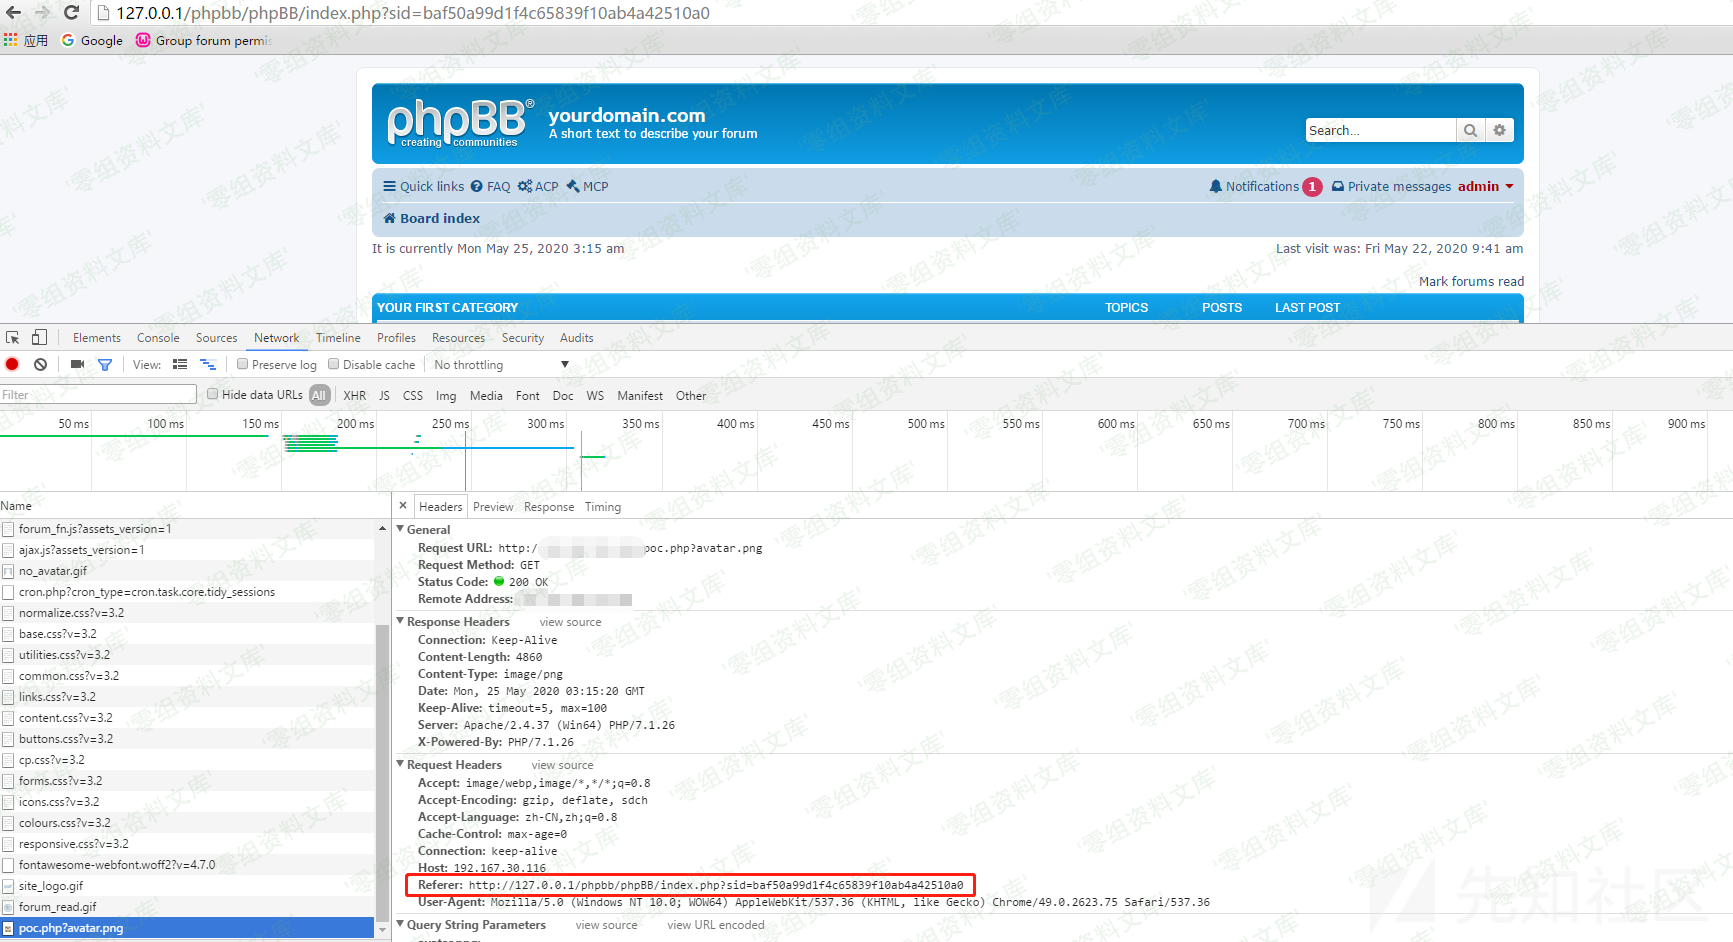 127.0.0.1/phpbb/phpBB/index.php?sid=baf50a99d1f4c65839f10ab4a42510a0
应用 Google Group forum permis
phpBB®
creating communities
yourdomain.com
A short text to describe your forum
Search…
Quick links FAQ ACP MCP
Notifications 1 Private messages admin
Board index
It is currently Mon May 25, 2020 3:15 am
Last visit was: Fri May 22, 2020 9:41 am
Mark forums read
YOUR FIRST CATEGORY TOPICS POSTS LAST POST
Elements Console Sources Network Timeline Profiles Resources Security Audits
View: Preserve log Disable cache No throttling
Filter Hide data URLs All XHR JS CSS Img Media Font Doc WS Manifest Other
50 ms 100 ms 150 ms 200 ms 250 ms 300 ms 350 ms 400 ms 450 ms 500 ms 550 ms 600 ms 650 ms 700 ms 750 ms 800 ms 850 ms 900 ms
Name
forum_fn.js?assets_version=1
ajax.js?assets_version=1
no_avatar.gif
cron.php?cron_type=cron.task.core.tidy_sessions
normalize.css?v=3.2
base.css?v=3.2
utilities.css?v=3.2
common.css?v=3.2
links.css?v=3.2
content.css?v=3.2
buttons.css?v=3.2
cp.css?v=3.2
forms.css?v=3.2
icons.css?v=3.2
colours.css?v=3.2
responsive.css?v=3.2
fontawesome-webfont.woff2?v=4.7.0
site_logo.gif
forum_read.gif
poc.php?avatar.png
× Headers Preview Response Timing
General
Request URL: http:/ poc.php?avatar.png
Request Method: GET
Status Code: 200 OK
Remote Address:
Response Headers view source
Connection: Keep-Alive
Content-Length: 4860
Content-Type: image/png
Date: Mon, 25 May 2020 03:15:20 GMT
Keep-Alive: timeout=5, max=100
Server: Apache/2.4.37 (Win64) PHP/7.1.26
X-Powered-By: PHP/7.1.26
Request Headers view source
Accept: image/webp,image/*,*/*;q=0.8
Accept-Encoding: gzip, deflate, sdch
Accept-Language: zh-CN,zh;q=0.8
Cache-Control: max-age=0
Connection: keep-alive
Host: 192.167.30.116
Referer: http://127.0.0.1/phpbb/phpBB/index.php?sid=baf50a99d1f4c65839f10ab4a42510a0
User-Agent: Mozilla/5.0 (Windows NT 10.0; WOW64) AppleWebKit/537.36 (KHTML, like Gecko) Chrome/49.0.2623.75 Safari/537.36
Query String Parameters view source view URL encoded
先知社区
零组资料文库